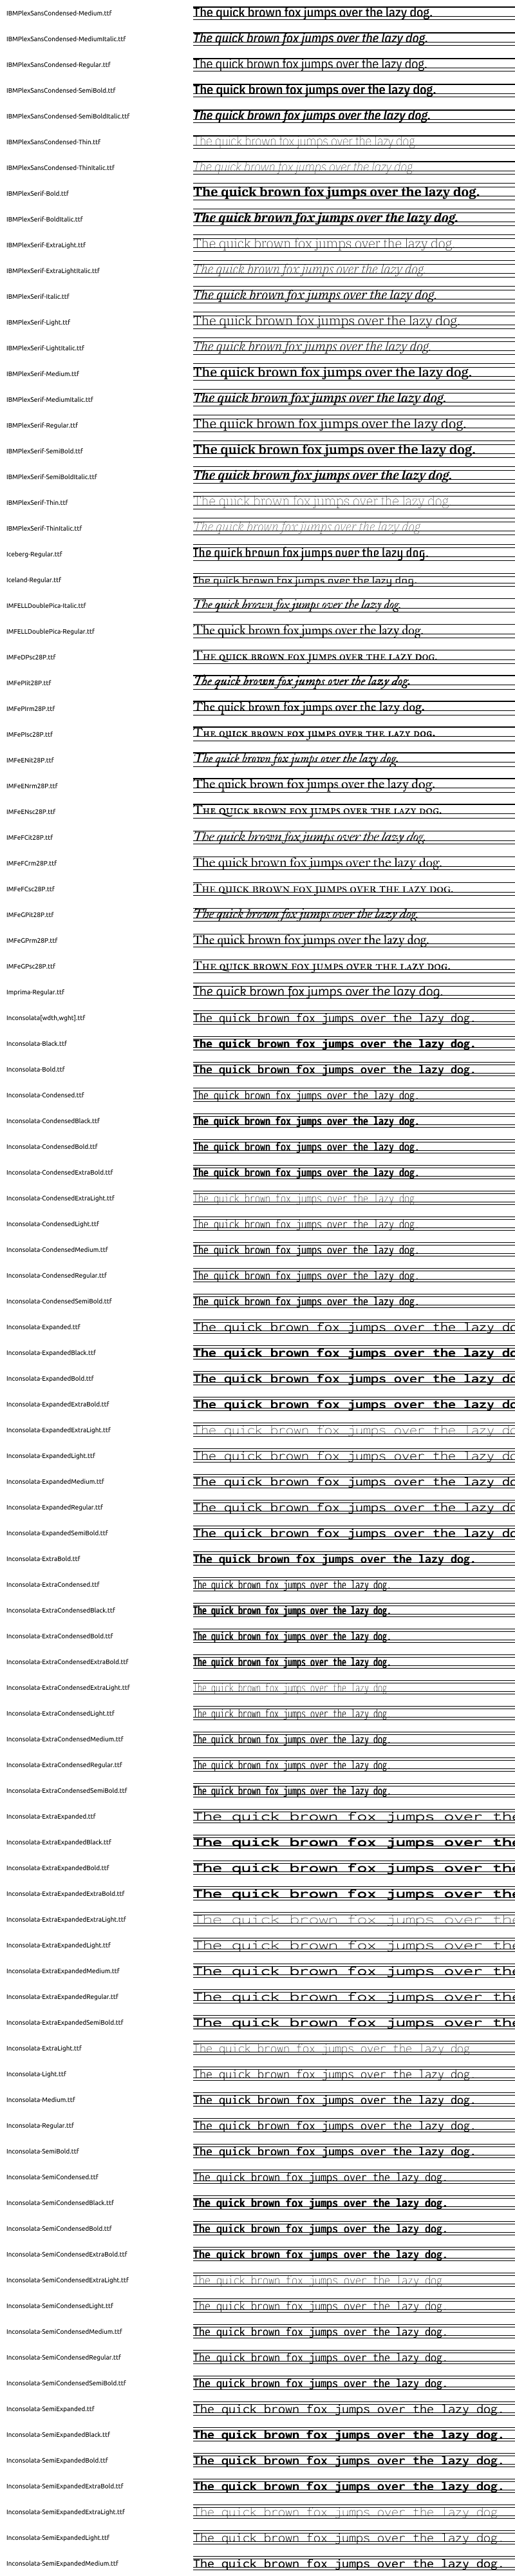 IBMPlexSansCondensed-Medium.ttf The quick brown fox jumps over the lazy dog.
IBMPlexSansCondensed-MediumItalic.ttf The quick brown fox jumps over the lazy dog.
IBMPlexSansCondensed-Regular.ttf The quick brown fox jumps over the lazy dog.
IBMPlexSansCondensed-SemiBold.ttf The quick brown fox jumps over the lazy dog.
IBMPlexSansCondensed-SemiBoldItalic.ttf The quick brown fox jumps over the lazy dog.
IBMPlexSansCondensed-Thin.ttf The quick brown fox jumps over the lazy dog.
IBMPlexSansCondensed-ThinItalic.ttf The quick brown fox jumps over the lazy dog.
IBMPlexSerif-Bold.ttf The quick brown fox jumps over the lazy dog.
IBMPlexSerif-BoldItalic.ttf The quick brown fox jumps over the lazy dog.
IBMPlexSerif-ExtraLight.ttf The quick brown fox jumps over the lazy dog.
IBMPlexSerif-ExtraLightItalic.ttf The quick brown fox jumps over the lazy dog.
IBMPlexSerif-Italic.ttf The quick brown fox jumps over the lazy dog.
IBMPlexSerif-Light.ttf The quick brown fox jumps over the lazy dog.
IBMPlexSerif-LightItalic.ttf The quick brown fox jumps over the lazy dog.
IBMPlexSerif-Medium.ttf The quick brown fox jumps over the lazy dog.
IBMPlexSerif-MediumItalic.ttf The quick brown fox jumps over the lazy dog.
IBMPlexSerif-Regular.ttf The quick brown fox jumps over the lazy dog.
IBMPlexSerif-SemiBold.ttf The quick brown fox jumps over the lazy dog.
IBMPlexSerif-SemiBoldItalic.ttf The quick brown fox jumps over the lazy dog.
IBMPlexSerif-Thin.ttf The quick brown fox jumps over the lazy dog.
IBMPlexSerif-ThinItalic.ttf The quick brown fox jumps over the lazy dog.
Iceberg-Regular.ttf The quick brown fox jumps over the lazy dog.
Iceland-Regular.ttf The quick brown fox jumps over the lazy dog.
IMFELLDoublePica-Italic.ttf The quick brown fox jumps over the lazy dog.
IMFELLDoublePica-Regular.ttf The quick brown fox jumps over the lazy dog.
IMFeDPsc28P.ttf The quick brown fox jumps over the lazy dog.
IMFePIit28P.ttf The quick brown fox jumps over the lazy dog.
IMFePIrm28P.ttf The quick brown fox jumps over the lazy dog.
IMFePIsc28P.ttf The quick brown fox jumps over the lazy dog.
IMFeENit28P.ttf The quick brown fox jumps over the lazy dog.
IMFeENrm28P.ttf The quick brown fox jumps over the lazy dog.
IMFeENsc28P.ttf The quick brown fox jumps over the lazy dog.
IMFeFCit28P.ttf The quick brown fox jumps over the lazy dog.
IMFeFCrm28P.ttf The quick brown fox jumps over the lazy dog.
IMFeFCsc28P.ttf The quick brown fox jumps over the lazy dog.
IMFeGPit28P.ttf The quick brown fox jumps over the lazy dog.
IMFeGPrm28P.ttf The quick brown fox jumps over the lazy dog.
IMFeGPsc28P.ttf The quick brown fox jumps over the lazy dog.
Imprima-Regular.ttf The quick brown fox jumps over the lazy dog.
Inconsolata[wdth,wght].ttf The quick brown fox jumps over the lazy dog.
Inconsolata-Black.ttf The quick brown fox jumps over the lazy dog.
Inconsolata-Bold.ttf The quick brown fox jumps over the lazy dog.
Inconsolata-Condensed.ttf The quick brown fox jumps over the lazy dog.
Inconsolata-CondensedBlack.ttf The quick brown fox jumps over the lazy dog.
Inconsolata-CondensedBold.ttf The quick brown fox jumps over the lazy dog.
Inconsolata-CondensedExtraBold.ttf The quick brown fox jumps over the lazy dog.
Inconsolata-CondensedExtraLight.ttf The quick brown fox jumps over the lazy dog.
Inconsolata-CondensedLight.ttf The quick brown fox jumps over the lazy dog.
Inconsolata-CondensedMedium.ttf The quick brown fox jumps over the lazy dog.
Inconsolata-CondensedRegular.ttf The quick brown fox jumps over the lazy dog.
Inconsolata-CondensedSemiBold.ttf The quick brown fox jumps over the lazy dog.
Inconsolata-Expanded.ttf The quick brown fox jumps over the lazy do
Inconsolata-ExpandedBlack.ttf The quick brown fox jumps over the lazy do
Inconsolata-ExpandedBold.ttf The quick brown fox jumps over the lazy do
Inconsolata-ExpandedExtraBold.ttf The quick brown fox jumps over the lazy do
Inconsolata-ExpandedExtraLight.ttf The quick brown fox jumps over the lazy do
Inconsolata-ExpandedLight.ttf The quick brown fox jumps over the lazy do
Inconsolata-ExpandedMedium.ttf The quick brown fox jumps over the lazy do
Inconsolata-ExpandedRegular.ttf The quick brown fox jumps over the lazy do
Inconsolata-ExpandedSemiBold.ttf The quick brown fox jumps over the lazy do
Inconsolata-ExtraBold.ttf The quick brown fox jumps over the lazy dog.
Inconsolata-ExtraCondensed.ttf The quick brown fox jumps over the lazy dog.
Inconsolata-ExtraCondensedBlack.ttf The quick brown fox jumps over the lazy dog.
Inconsolata-ExtraCondensedBold.ttf The quick brown fox jumps over the lazy dog.
Inconsolata-ExtraCondensedExtraBold.ttf The quick brown fox jumps over the lazy dog.
Inconsolata-ExtraCondensedExtraLight.ttf The quick brown fox jumps over the lazy dog.
Inconsolata-ExtraCondensedLight.ttf The quick brown fox jumps over the lazy dog.
Inconsolata-ExtraCondensedMedium.ttf The quick brown fox jumps over the lazy dog.
Inconsolata-ExtraCondensedRegular.ttf The quick brown fox jumps over the lazy dog.
Inconsolata-ExtraCondensedSemiBold.ttf The quick brown fox jumps over the lazy dog.
Inconsolata-ExtraExpanded.ttf The quick brown fox jumps over the
Inconsolata-ExtraExpandedBlack.ttf The quick brown fox jumps over the
Inconsolata-ExtraExpandedBold.ttf The quick brown fox jumps over the
Inconsolata-ExtraExpandedExtraBold.ttf The quick brown fox jumps over the
Inconsolata-ExtraExpandedExtraLight.ttf The quick brown fox jumps over the
Inconsolata-ExtraExpandedLight.ttf The quick brown fox jumps over the
Inconsolata-ExtraExpandedMedium.ttf The quick brown fox jumps over the
Inconsolata-ExtraExpandedRegular.ttf The quick brown fox jumps over the
Inconsolata-ExtraExpandedSemiBold.ttf The quick brown fox jumps over the
Inconsolata-ExtraLight.ttf The quick brown fox jumps over the lazy dog.
Inconsolata-Light.ttf The quick brown fox jumps over the lazy dog.
Inconsolata-Medium.ttf The quick brown fox jumps over the lazy dog.
Inconsolata-Regular.ttf The quick brown fox jumps over the lazy dog.
Inconsolata-SemiBold.ttf The quick brown fox jumps over the lazy dog.
Inconsolata-SemiCondensed.ttf The quick brown fox jumps over the lazy dog.
Inconsolata-SemiCondensedBlack.ttf The quick brown fox jumps over the lazy dog.
Inconsolata-SemiCondensedBold.ttf The quick brown fox jumps over the lazy dog.
Inconsolata-SemiCondensedExtraBold.ttf The quick brown fox jumps over the lazy dog.
Inconsolata-SemiCondensedExtraLight.ttf The quick brown fox jumps over the lazy dog.
Inconsolata-SemiCondensedLight.ttf The quick brown fox jumps over the lazy dog.
Inconsolata-SemiCondensedMedium.ttf The quick brown fox jumps over the lazy dog.
Inconsolata-SemiCondensedRegular.ttf The quick brown fox jumps over the lazy dog.
Inconsolata-SemiCondensedSemiBold.ttf The quick brown fox jumps over the lazy dog.
Inconsolata-SemiExpanded.ttf The quick brown fox jumps over the lazy dog.
Inconsolata-SemiExpandedBlack.ttf The quick brown fox jumps over the lazy dog.
Inconsolata-SemiExpandedBold.ttf The quick brown fox jumps over the lazy dog.
Inconsolata-SemiExpandedExtraBold.ttf The quick brown fox jumps over the lazy dog.
Inconsolata-SemiExpandedExtraLight.ttf The quick brown fox jumps over the lazy dog.
Inconsolata-SemiExpandedLight.ttf The quick brown fox jumps over the lazy dog.
Inconsolata-SemiExpandedMedium.ttf The quick brown fox jumps over the lazy dog.